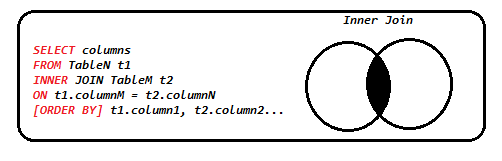 Inner Join
SELECT columns
FROM TableN t1
INNER JOIN TableM t2
ON t1.columnM = t2.columnN
[ORDER BY] t1.column1, t2.column2...